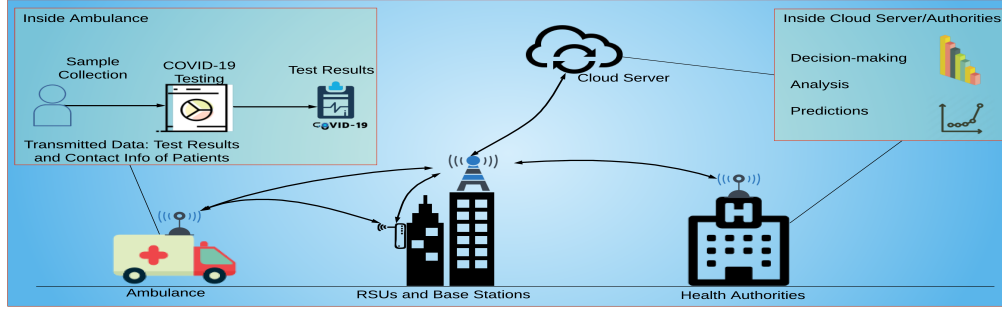 Inside Ambulance
Sample
Collection
COVID-19
Testing
Test Results
COVID-19
Transmitted Data: Test Results
and Contact Info of Patients
Cloud Server
Inside Cloud Server/Authorities
Decision-making
Analysis
Predictions
H
Ambulance
RSUs and Base Stations
Health Authorities